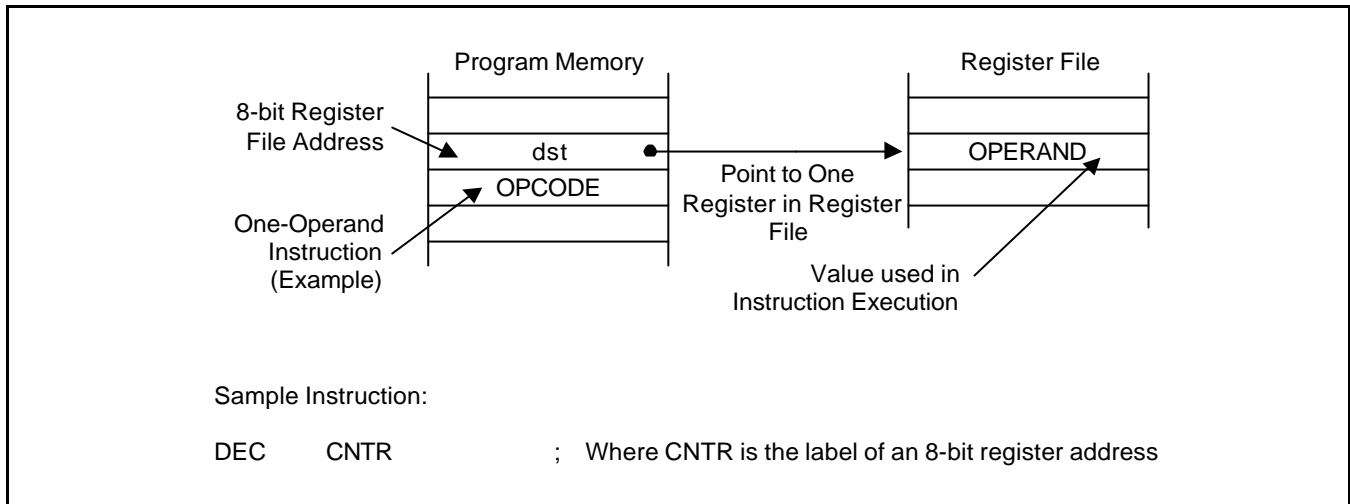 Program Memory
Register File
8-bit Register
File Address
dst
OPERAND
OPCODE
Point to One
Register in Register
File
One-Operand
Instruction
(Example)
Value used in
Instruction Execution
Sample Instruction:
DEC CNTR ; Where CNTR is the label of an 8-bit register address